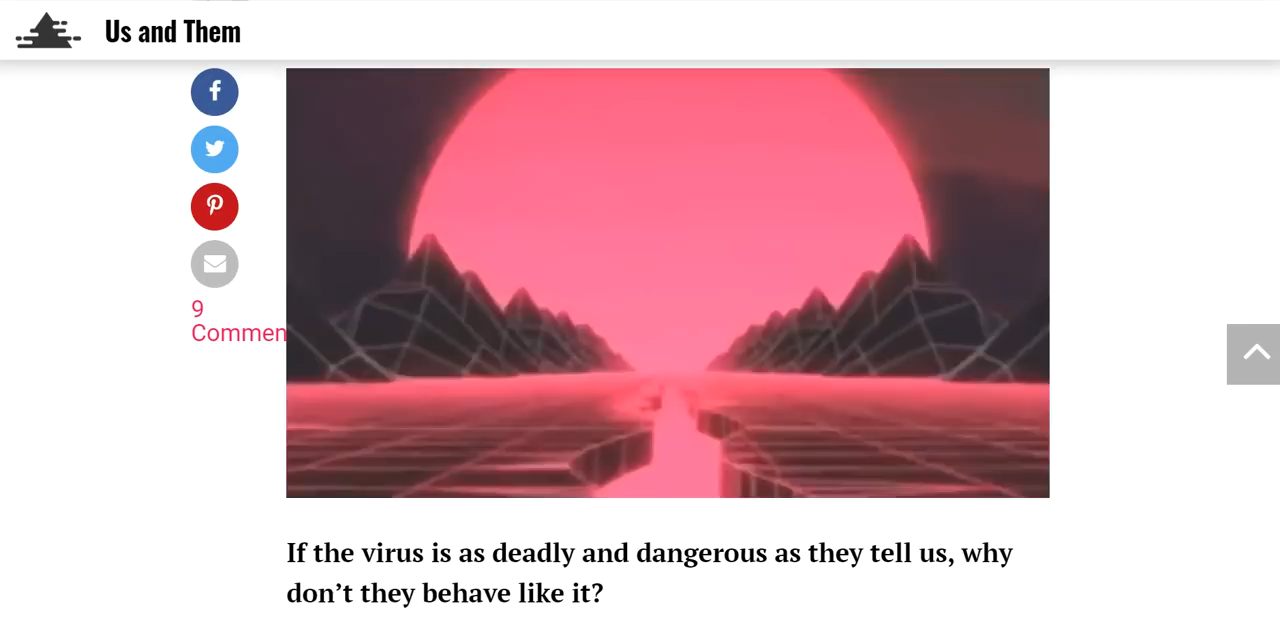 Us and Them
9
Commen
If the virus is as deadly and dangerous as they tell us, why
don’t they behave like it?